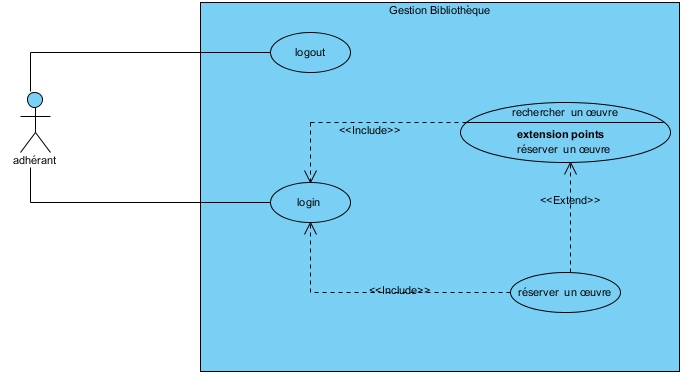 Gestion Bibliothèque
logout
rechercher un œuvre
<<Include>>
extension points
réserver un œuvre
adhérant
login
<<Extend>>
<<Include>>
réserver un œuvre